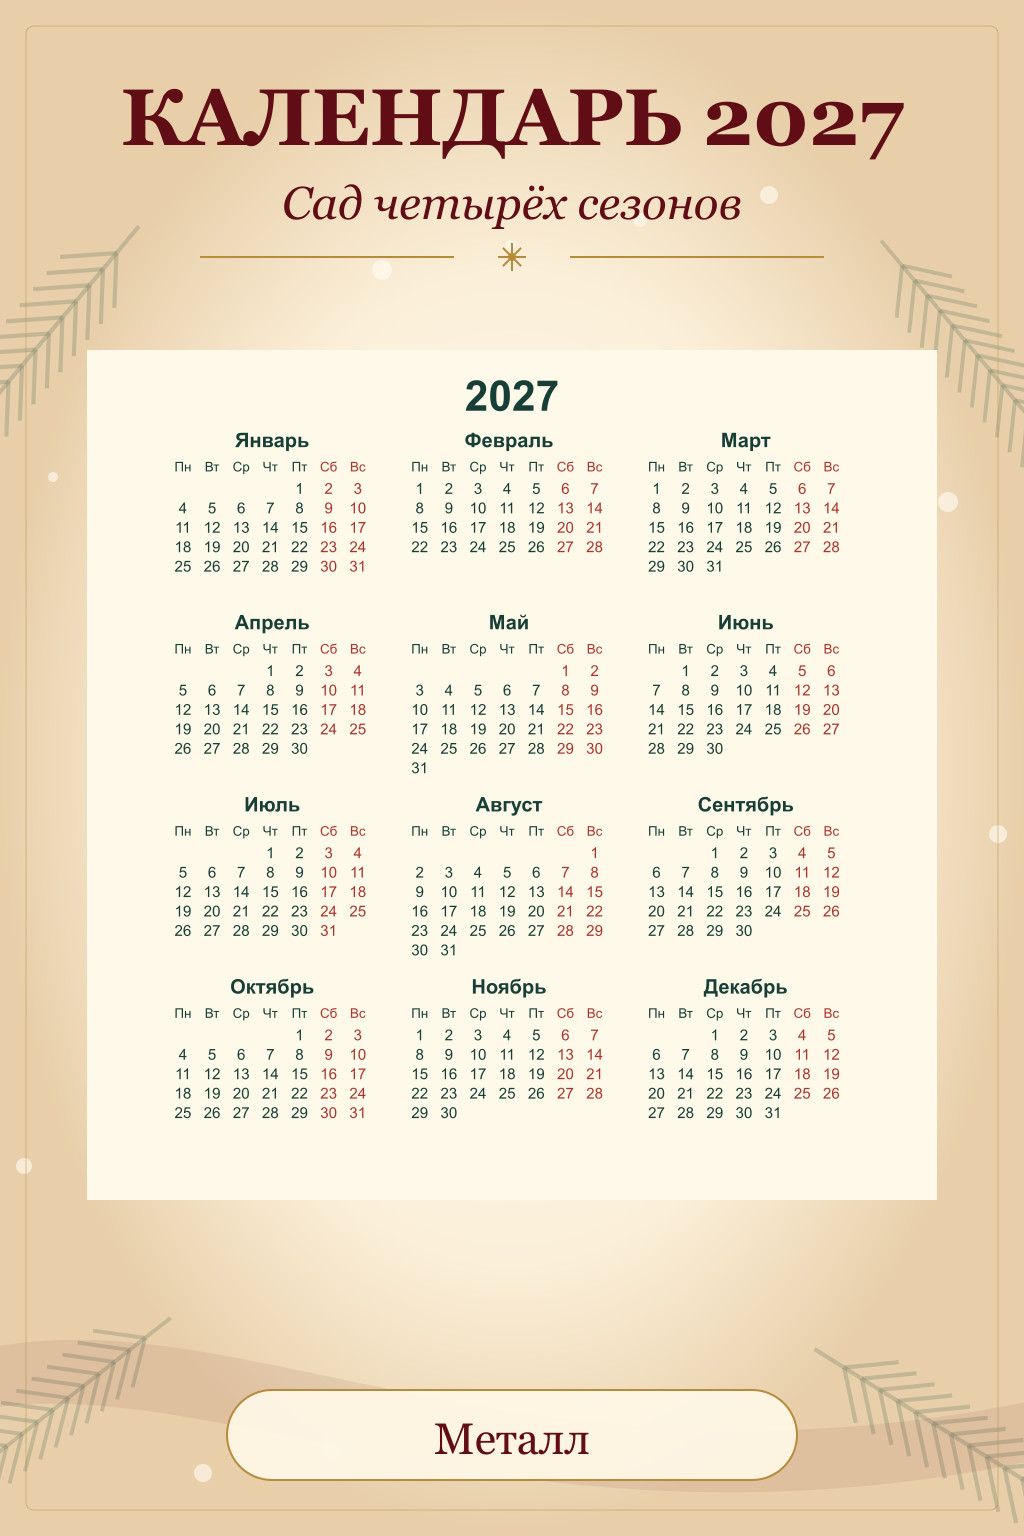 КАЛЕНДАРЬ 2027
Сад четырёх сезонов
2027
Январь Февраль Март
Пн Вт Ср Чт Пт Сб Вс Пн Вт Ср Чт Пт Сб Вс Пн Вт Ср Чт Пт Сб Вс
1 2 3 1 2 3 4 5 6 7 1 2 3 4 5 6 7
4 5 6 7 8 9 10 8 9 10 11 12 13 14 8 9 10 11 12 13 14
11 12 13 14 15 16 17 15 16 17 18 19 20 21 15 16 17 18 19 20 21
18 19 20 21 22 23 24 22 23 24 25 26 27 28 22 23 24 25 26 27 28
25 26 27 28 29 30 31 29 30 31
Апрель Май Июнь
Пн Вт Ср Чт Пт Сб Вс Пн Вт Ср Чт Пт Сб Вс Пн Вт Ср Чт Пт Сб Вс
1 2 3 4 1 2 1 2 3 4 5 6
5 6 7 8 9 10 11 3 4 5 6 7 8 9 7 8 9 10 11 12 13
12 13 14 15 16 17 18 10 11 12 13 14 15 16 14 15 16 17 18 19 20
19 20 21 22 23 24 25 17 18 19 20 21 22 23 21 22 23 24 25 26 27
26 27 28 29 30 24 25 26 27 28 29 30 28 29 30
31
Июль Август Сентябрь
Пн Вт Ср Чт Пт Сб Вс Пн Вт Ср Чт Пт Сб Вс Пн Вт Ср Чт Пт Сб Вс
1 2 3 4 1 1 2 3 4 5
5 6 7 8 9 10 11 2 3 4 5 6 7 8 6 7 8 9 10 11 12
12 13 14 15 16 17 18 9 10 11 12 13 14 15 13 14 15 16 17 18 19
19 20 21 22 23 24 25 16 17 18 19 20 21 22 20 21 22 23 24 25 26
26 27 28 29 30 31 23 24 25 26 27 28 29 27 28 29 30
30 31
Октябрь Ноябрь Декабрь
Пн Вт Ср Чт Пт Сб Вс Пн Вт Ср Чт Пт Сб Вс Пн Вт Ср Чт Пт Сб Вс
1 2 3 1 2 3 4 5 6 7 1 2 3 4 5
4 5 6 7 8 9 10 8 9 10 11 12 13 14 6 7 8 9 10 11 12
11 12 13 14 15 16 17 15 16 17 18 19 20 21 13 14 15 16 17 18 19
18 19 20 21 22 23 24 22 23 24 25 26 27 28 20 21 22 23 24 25 26
25 26 27 28 29 30 31 29 30 27 28 29 30 31
Металл